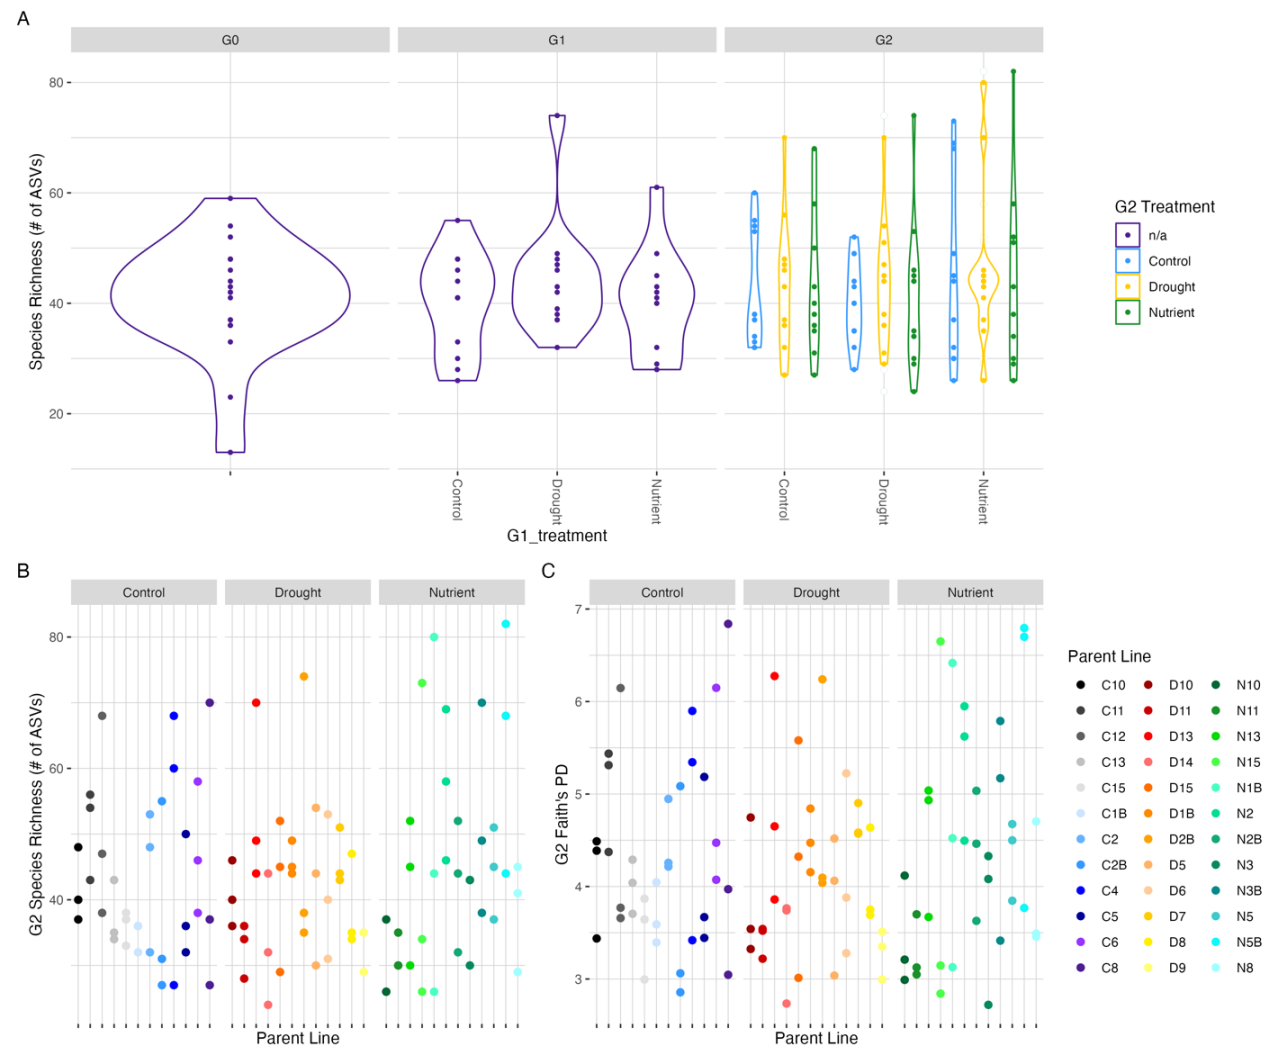 A
G0
G1
G2
Species Richness (# of ASVs)
80
60
40
20
Control
Drought
Nutrient
Control
Drought
Nutrient
G1_treatment
G2 Treatment
n/a
Control
Drought
Nutrient
B
Control
Drought
Nutrient
G2 Species Richness (# of ASVs)
80
60
40
Parent Line
C
Control
Drought
Nutrient
G2 Faith's PD
7
6
5
4
3
Parent Line
Parent Line
C10 D10 N10
C11 D11 N11
C12 D13 N13
C13 D14 N15
C15 D15 N1B
C1B D1B N2
C2 D2B N2B
C2B D5 N3
C4 D6 N3B
C5 D7 N5
C6 D8 N5B
C8 D9 N8